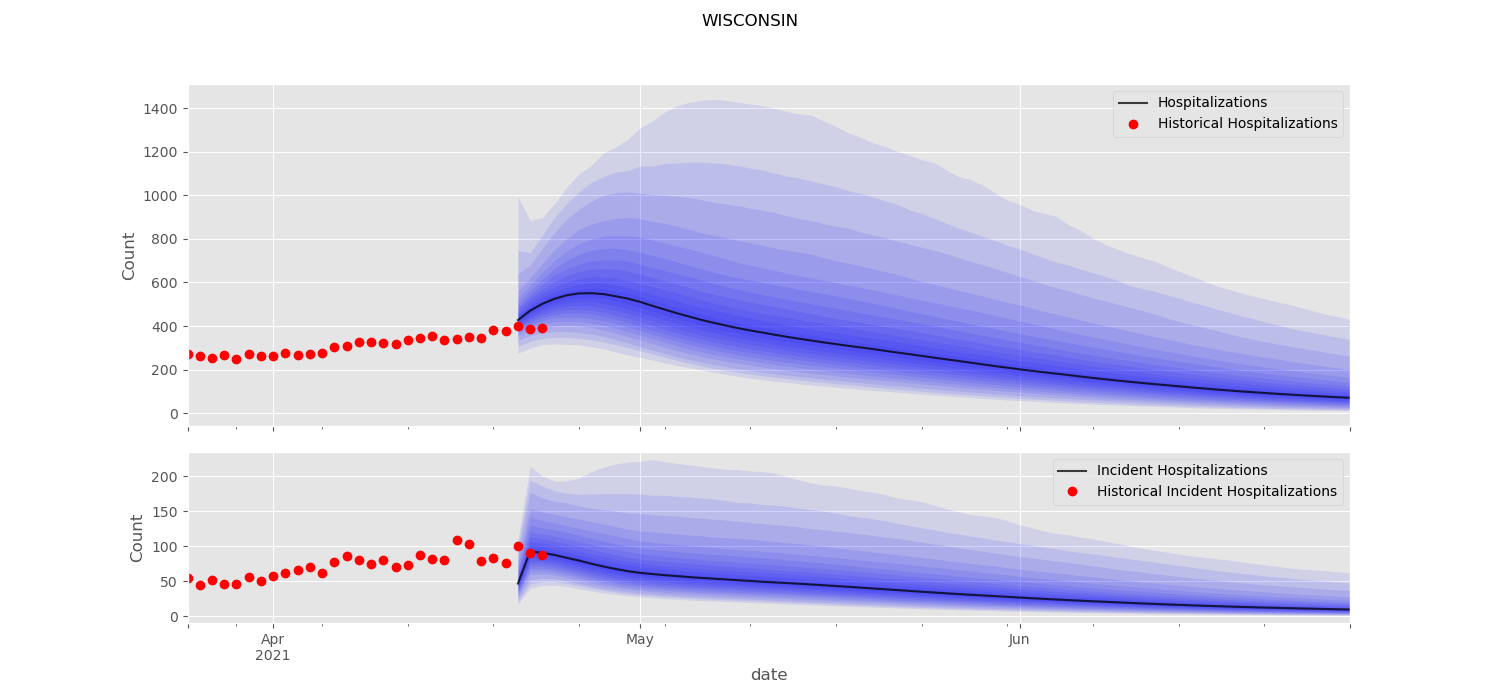 WISCONSIN
1400
1200
1000
800
600
400
200
0
Count
Hospitalizations
Historical Hospitalizations
200
150
100
50
0
Count
Incident Hospitalizations
Historical Incident Hospitalizations
Apr
2021
May
Jun
date